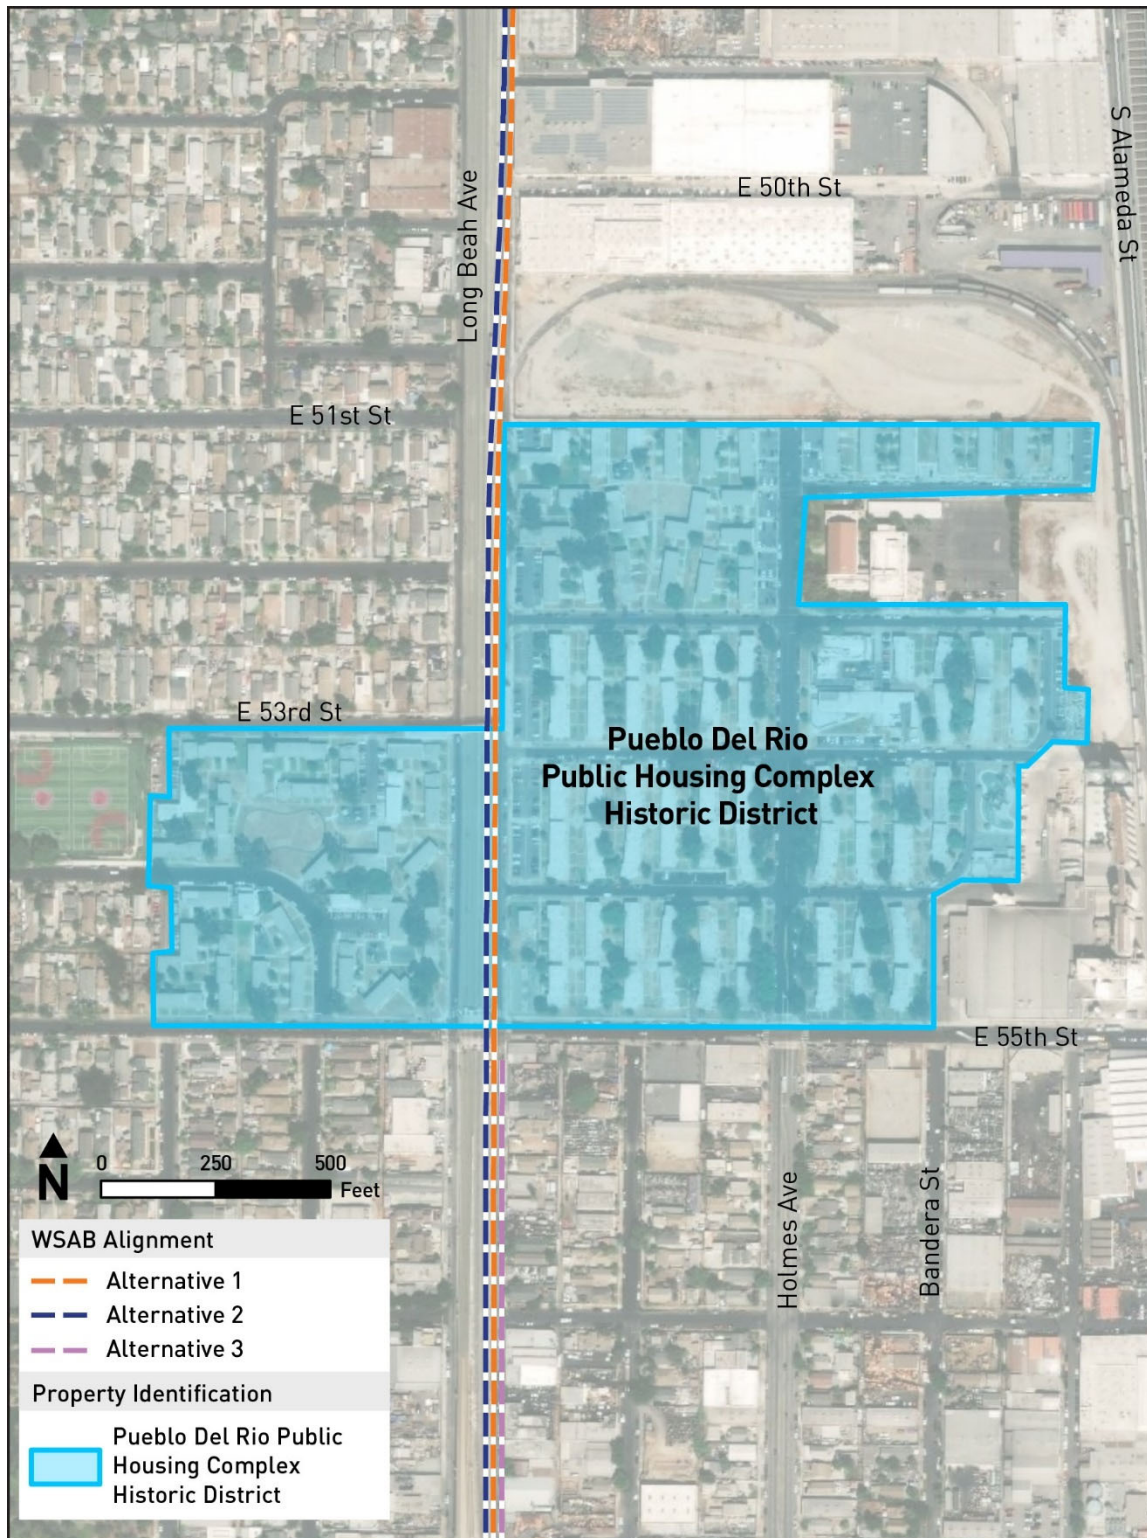 S Alameda St
E 50th St
Long Beah Ave
E 51st St
E 53rd St
Pueblo Del Rio
Public Housing Complex
Historic District
E 55th St
N
0 250 500
Feet
Holmes Ave
Bandera St
WSAB Alignment
Alternative 1
Alternative 2
Alternative 3
Property Identification
Pueblo Del Rio Public
Housing Complex
Historic District